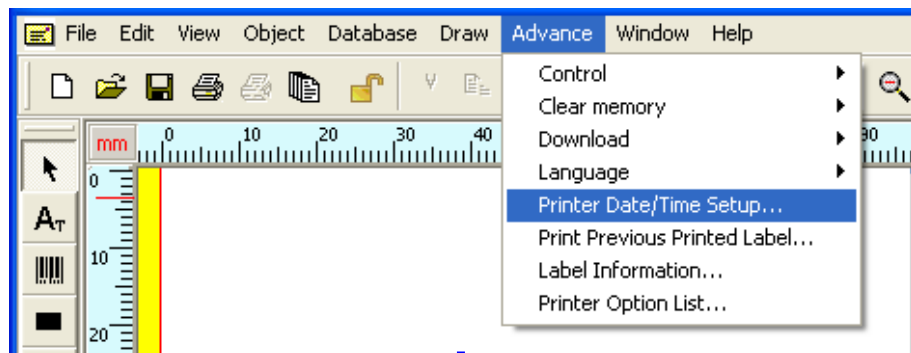 File Edit View Object Database Draw Advance Window Help
Control
Clear memory
Download
Language
Printer Date/Time Setup...
Print Previous Printed Label...
Label Information...
Printer Option List...
mm 0 10 20 30 40
0
10
20
AT